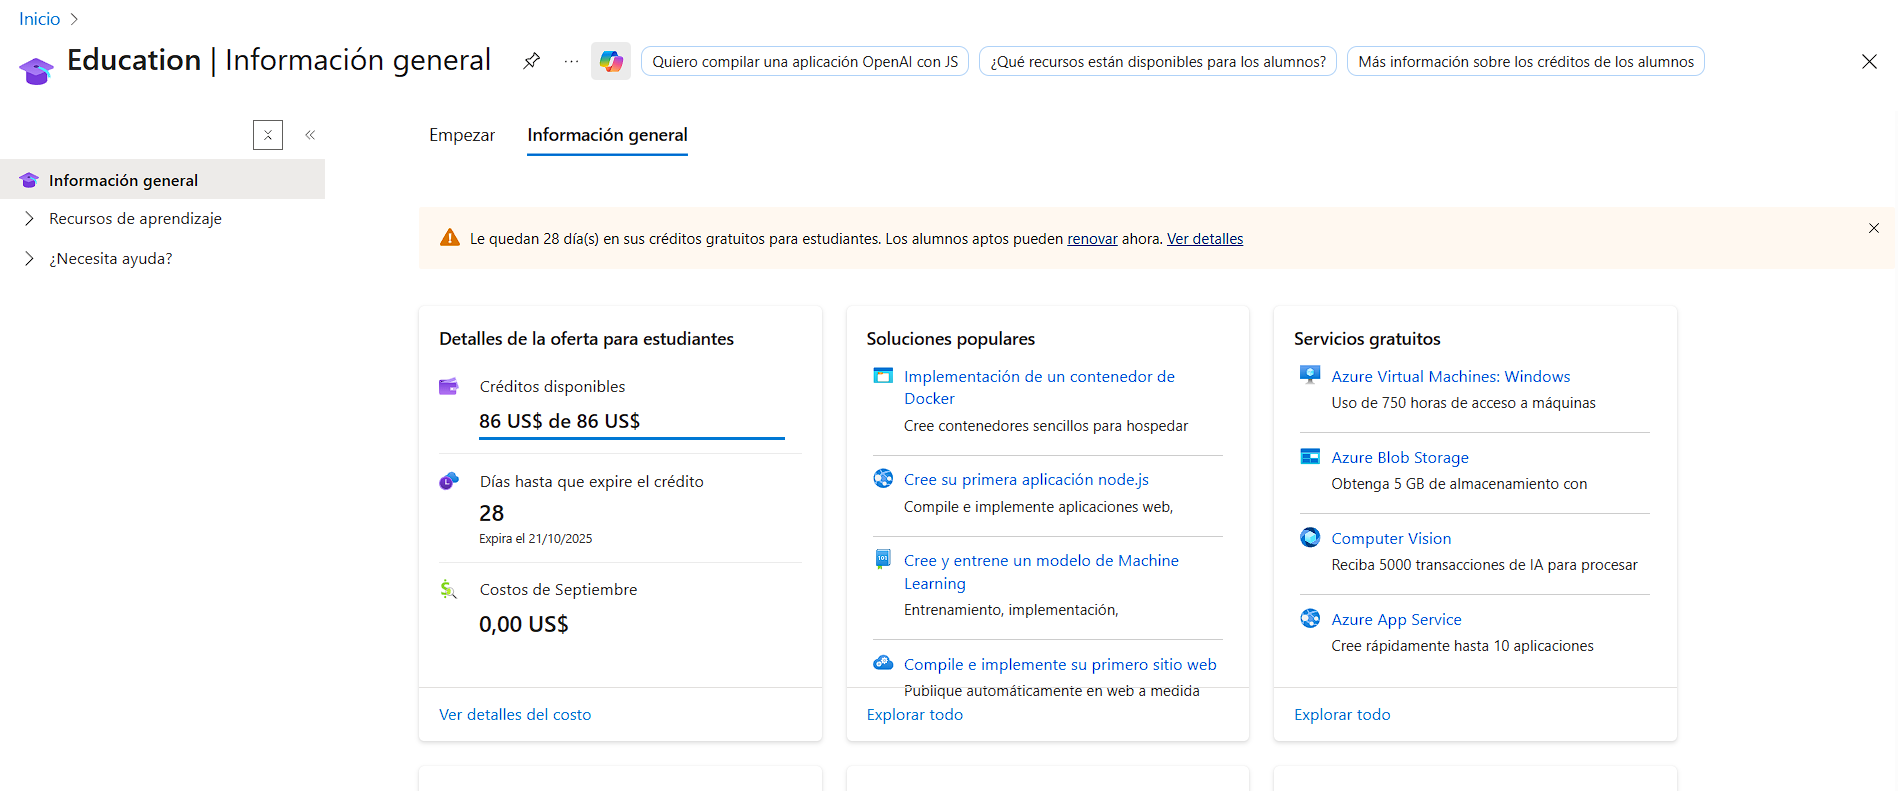 Inicio
Education | Información general
Quiero compilar una aplicación OpenAI con JS
¿Qué recursos están disponibles para los alumnos?
Más información sobre los créditos de los alumnos
Información general
Recursos de aprendizaje
¿Necesita ayuda?
Empezar
Información general
Le quedan 28 día(s) en sus créditos gratuitos para estudiantes. Los alumnos aptos pueden renovar ahora. Ver detalles
Detalles de la oferta para estudiantes
Créditos disponibles
86 US$ de 86 US$
Días hasta que expire el crédito
28
Expira el 21/10/2025
Costos de Septiembre
0,00 US$
Ver detalles del costo
Soluciones populares
Implementación de un contenedor de
Docker
Cree contenedores sencillos para hospedar
Cree su primera aplicación node.js
Compile e implemente aplicaciones web,
Cree y entrene un modelo de Machine
Learning
Entrenamiento, implementación,
Compile e implemente su primero sitio web
Publique automáticamente en web a medida
Explorar todo
Servicios gratuitos
Azure Virtual Machines: Windows
Uso de 750 horas de acceso a máquinas
Azure Blob Storage
Obtenga 5 GB de almacenamiento con
Computer Vision
Reciba 5000 transacciones de IA para procesar
Azure App Service
Cree rápidamente hasta 10 aplicaciones
Explorar todo